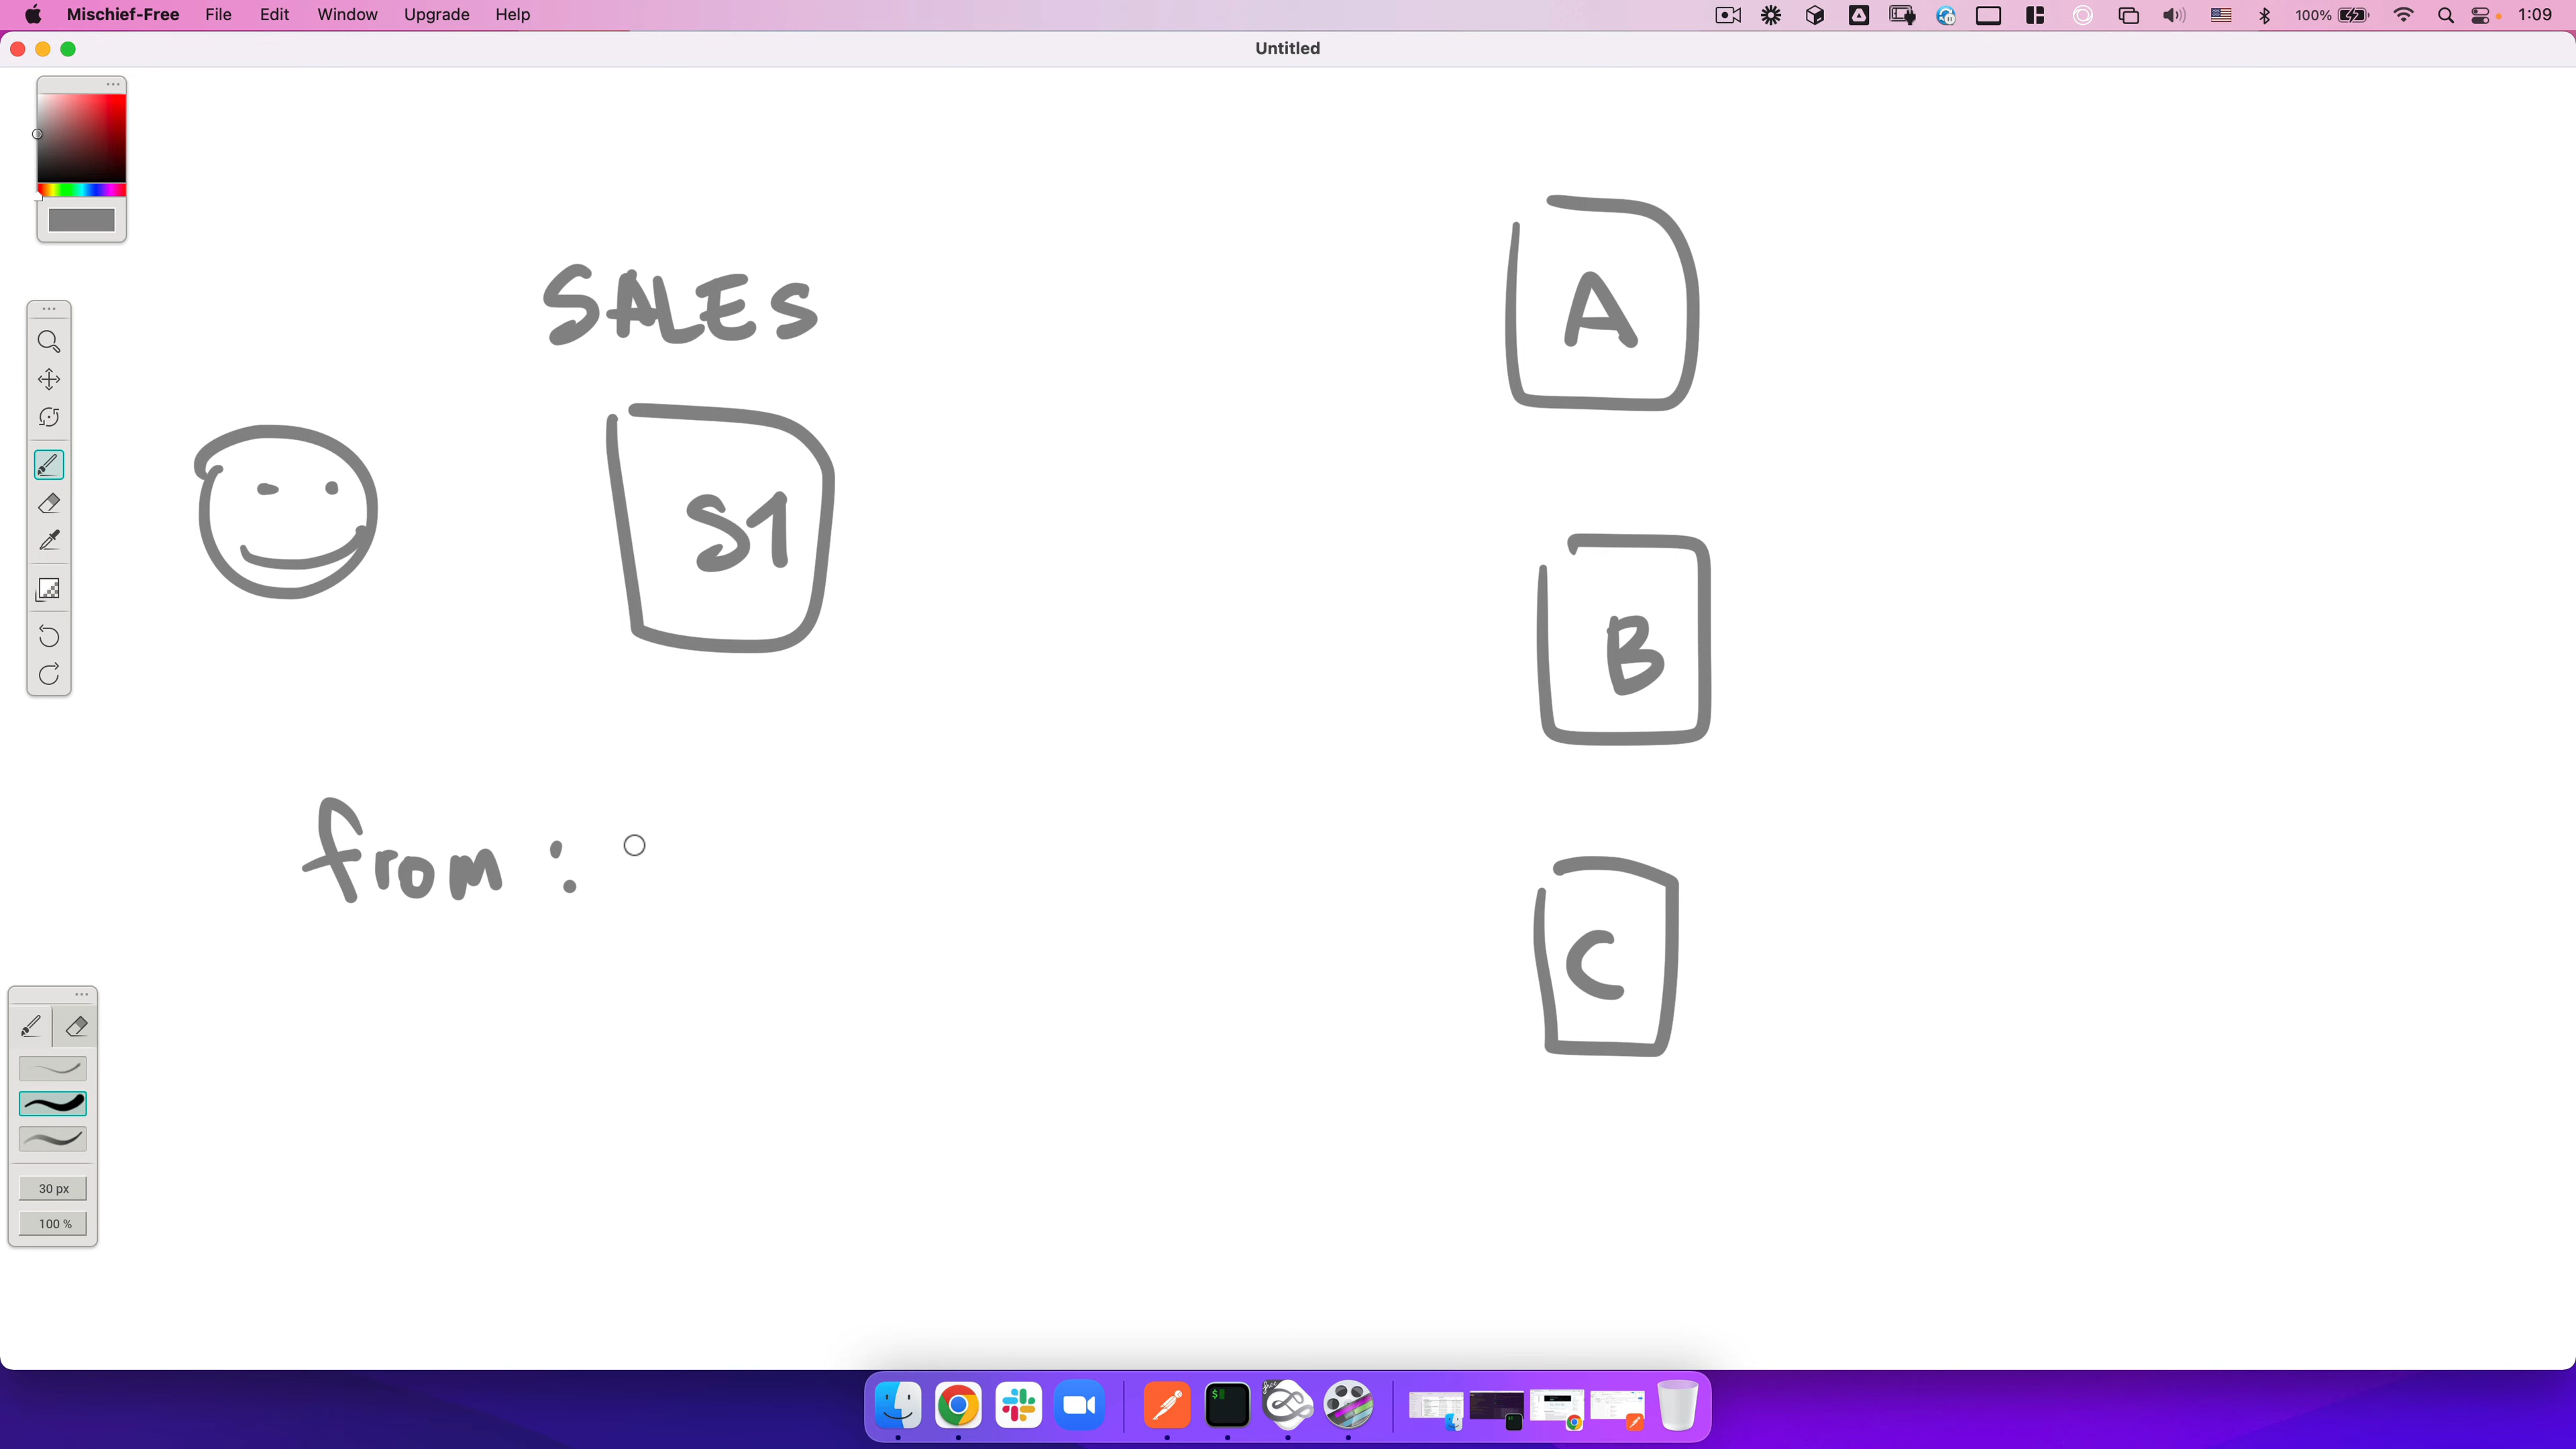 Mischief-Free File Edit Window Upgrade Help 100% 1:09
Untitled
SALES
A
S1
B
from :
C
30 px
100 %